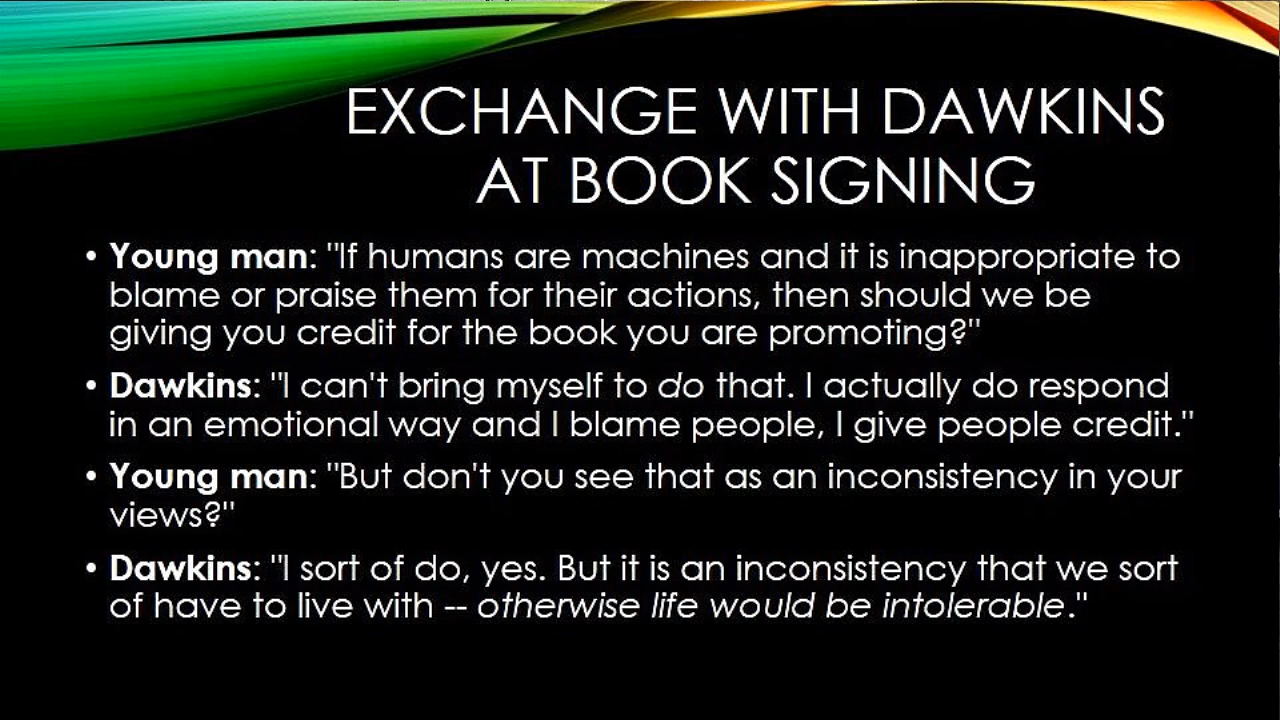 EXCHANGE WITH DAWKINS
AT BOOK SIGNING
• Young man: "If humans are machines and it is inappropriate to
blame or praise them for their actions, then should we be
giving you credit for the book you are promoting?"
• Dawkins: "I can't bring myself to do that. I actually do respond
in an emotional way and I blame people, I give people credit."
• Young man: "But don't you see that as an inconsistency in your
views?"
• Dawkins: "I sort of do, yes. But it is an inconsistency that we sort
of have to live with -- otherwise life would be intolerable."